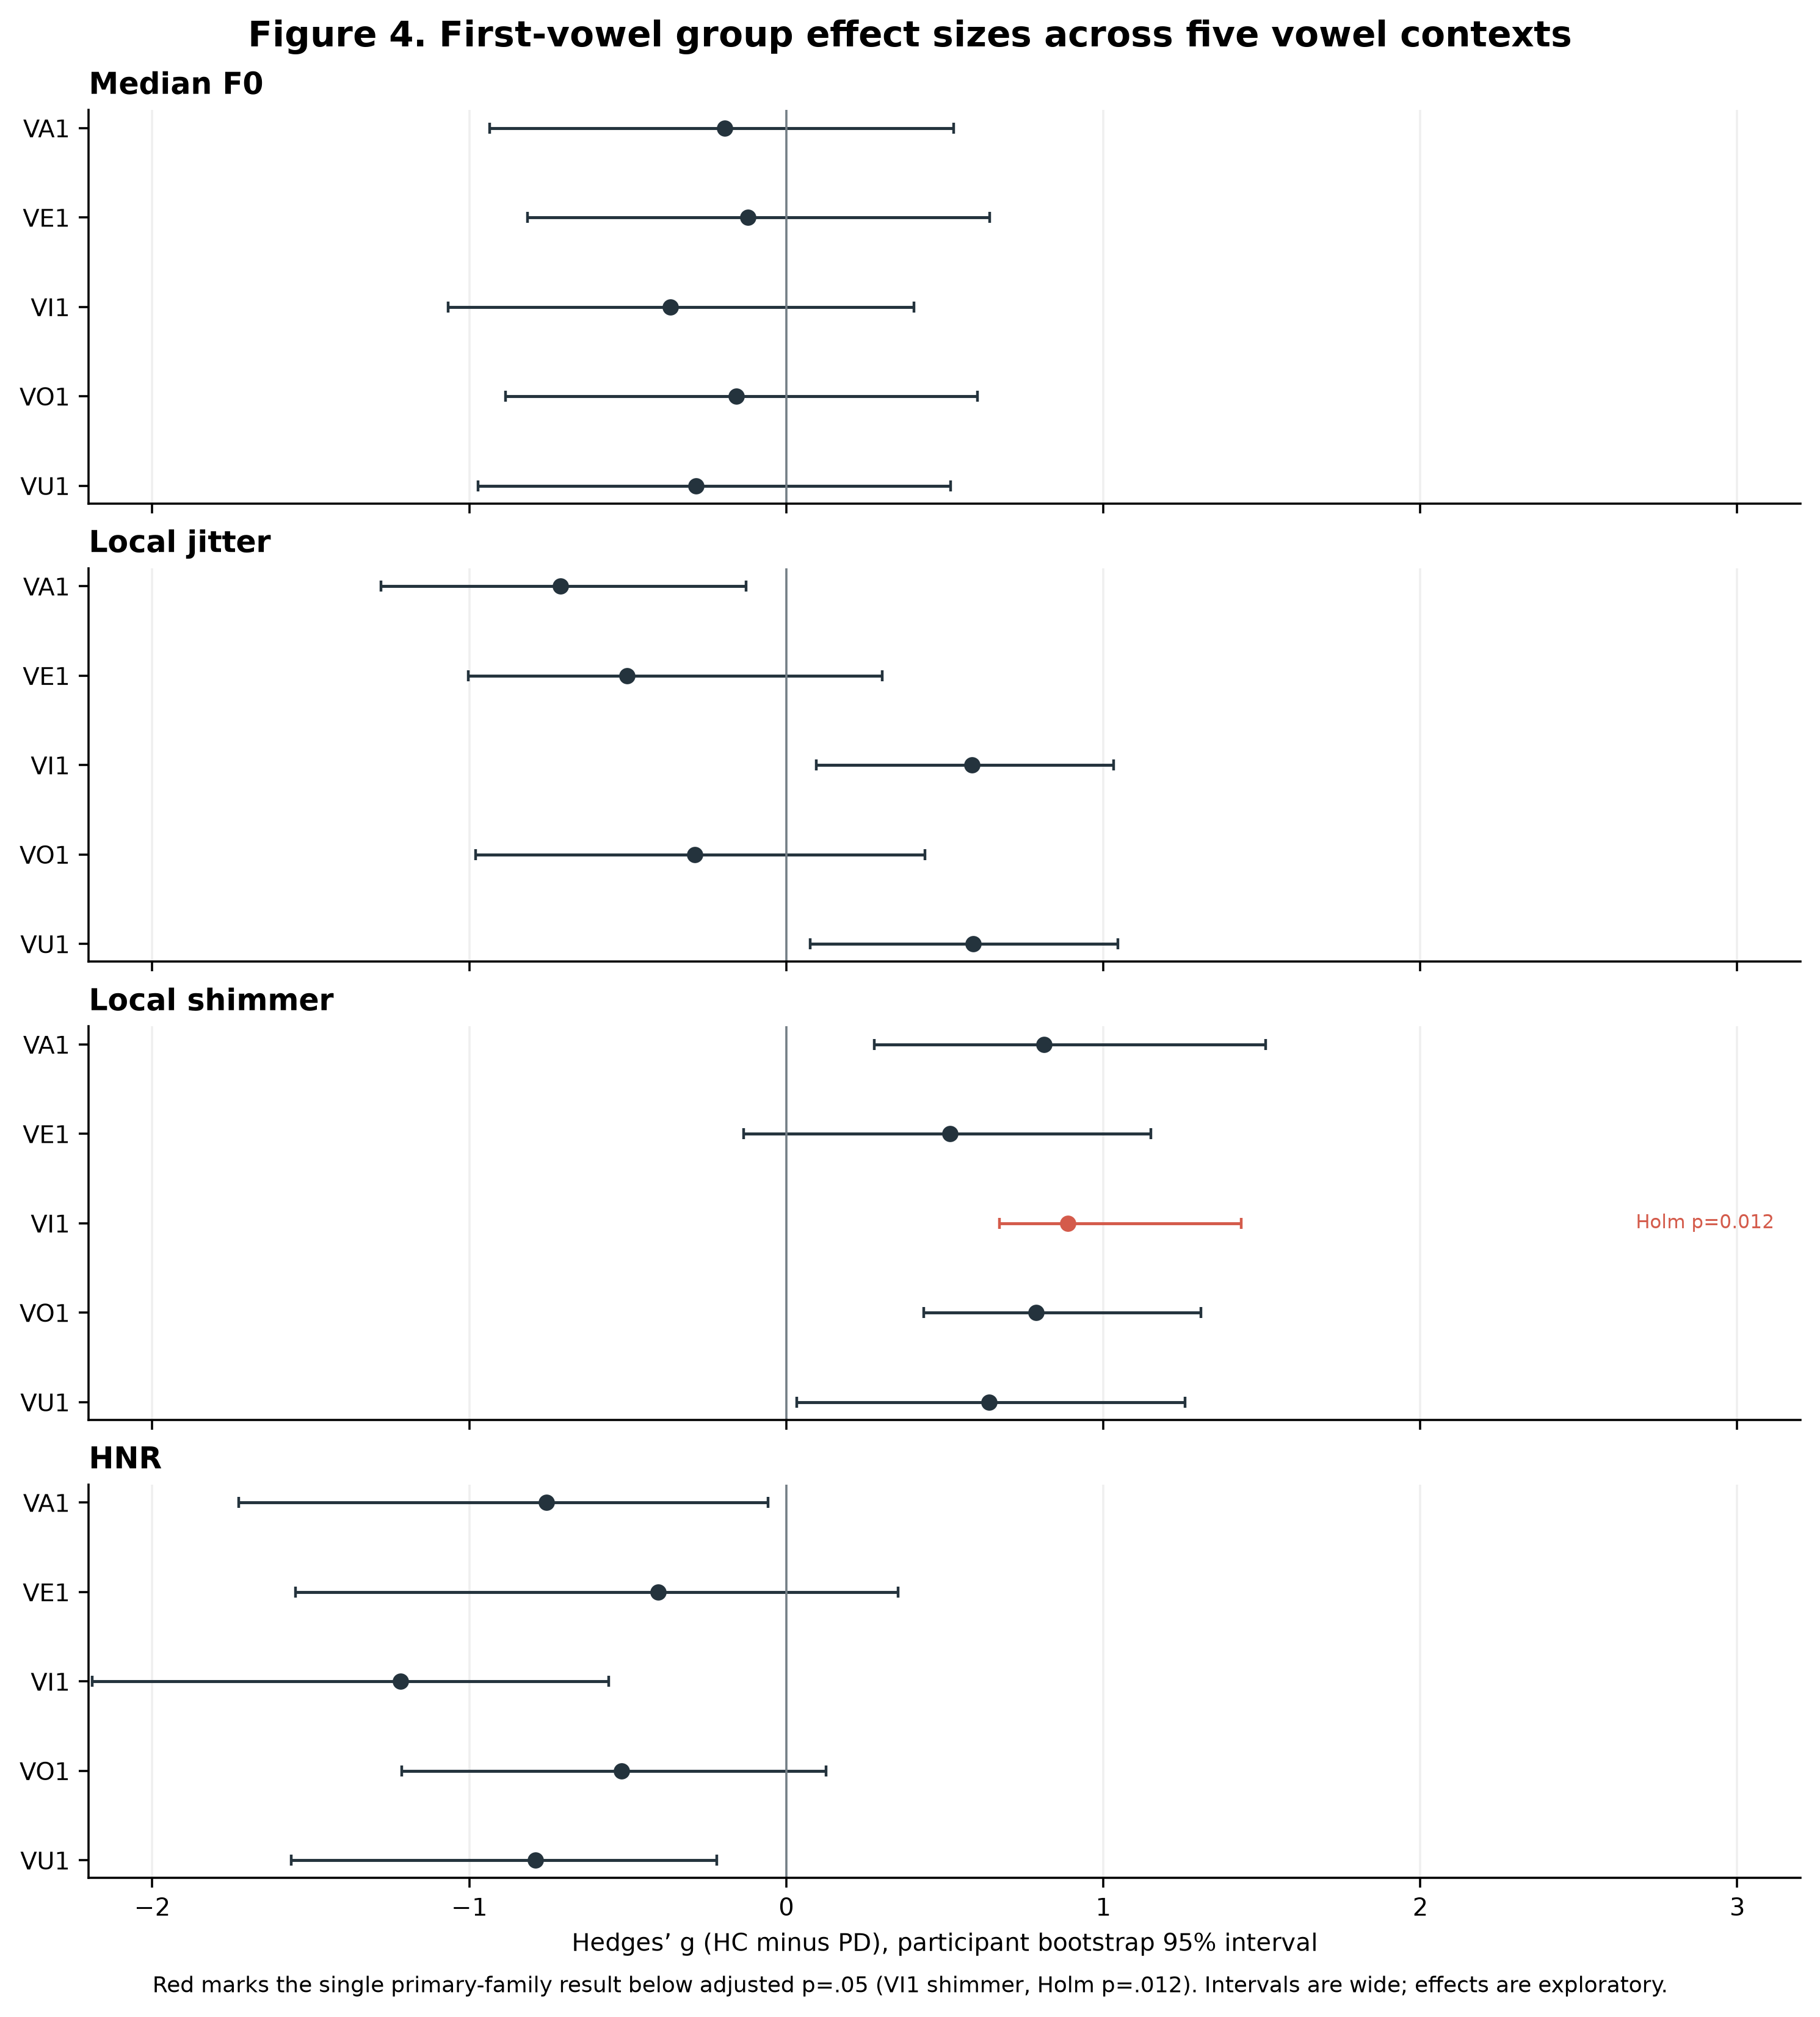 Figure 4. First-vowel group effect sizes across five vowel contexts
Median F0
VA1
VE1
VI1
VO1
VU1
Local jitter
VA1
VE1
VI1
VO1
VU1
Local shimmer
VA1
VE1
VI1
Holm p=0.012
VO1
VU1
HNR
VA1
VE1
VI1
VO1
VU1
−2 −1 0 1 2 3
Hedges’ g (HC minus PD), participant bootstrap 95% interval
Red marks the single primary-family result below adjusted p=.05 (VI1 shimmer, Holm p=.012). Intervals are wide; effects are exploratory.